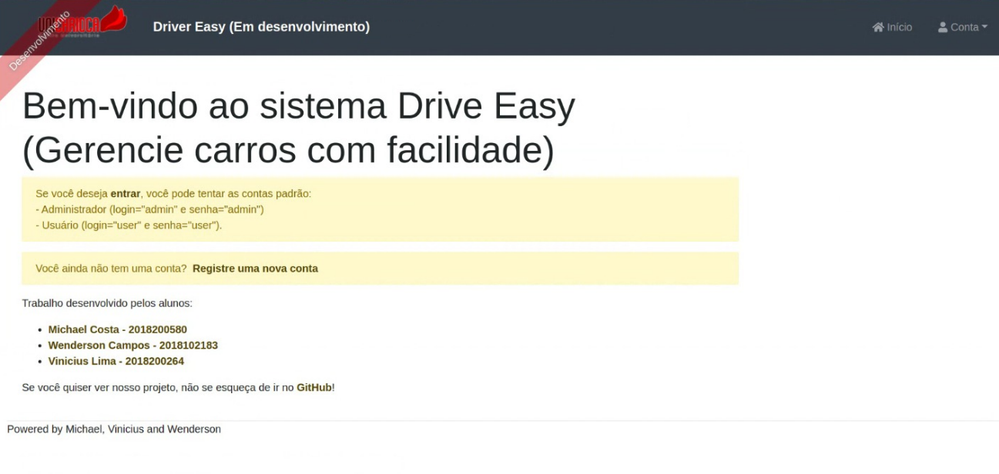 Desenvolvimento
Driver Easy (Em desenvolvimento)
Início
Conta
Bem-vindo ao sistema Drive Easy
(Gerencie carros com facilidade)
Se você deseja entrar, você pode tentar as contas padrão:
- Administrador (login="admin" e senha="admin")
- Usuário (login="user" e senha="user").
Você ainda não tem uma conta? Registre uma nova conta
Trabalho desenvolvido pelos alunos:
Michael Costa - 2018200580
Wenderson Campos - 2018102183
Vinicius Lima - 2018200264
Se você quiser ver nosso projeto, não se esqueça de ir no GitHub!
Powered by Michael, Vinicius and Wenderson